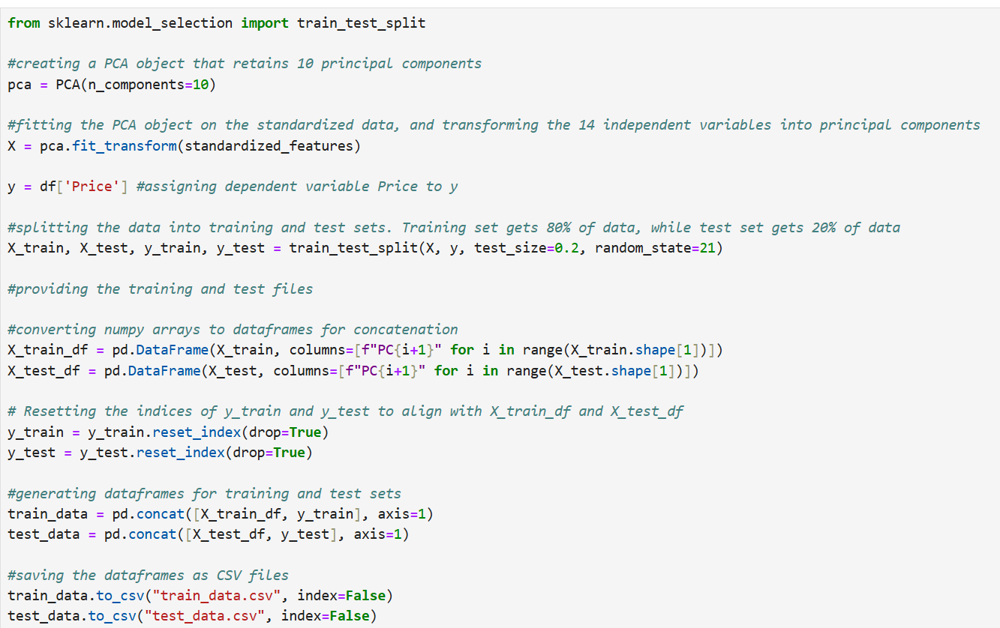 from sklearn.model_selection import train_test_split
#creating a PCA object that retains 10 principal components
pca = PCA(n_components=10)
#fitting the PCA object on the standardized data, and transforming the 14 independent variables into principal components
X = pca.fit_transform(standardized_features)
y = df['Price'] #assigning dependent variable Price to y
#splitting the data into training and test sets. Training set gets 80% of data, while test set gets 20% of data
X_train, X_test, y_train, y_test = train_test_split(X, y, test_size=0.2, random_state=21)
#providing the training and test files
#converting numpy arrays to dataframes for concatenation
X_train_df = pd.DataFrame(X_train, columns=[f"PC{i+1}" for i in range(X_train.shape[1])])
X_test_df = pd.DataFrame(X_test, columns=[f"PC{i+1}" for i in range(X_test.shape[1])])
# Resetting the indices of y_train and y_test to align with X_train_df and X_test_df
y_train = y_train.reset_index(drop=True)
y_test = y_test.reset_index(drop=True)
#generating dataframes for training and test sets
train_data = pd.concat([X_train_df, y_train], axis=1)
test_data = pd.concat([X_test_df, y_test], axis=1)
#saving the dataframes as CSV files
train_data.to_csv("train_data.csv", index=False)
test_data.to_csv("test_data.csv", index=False)